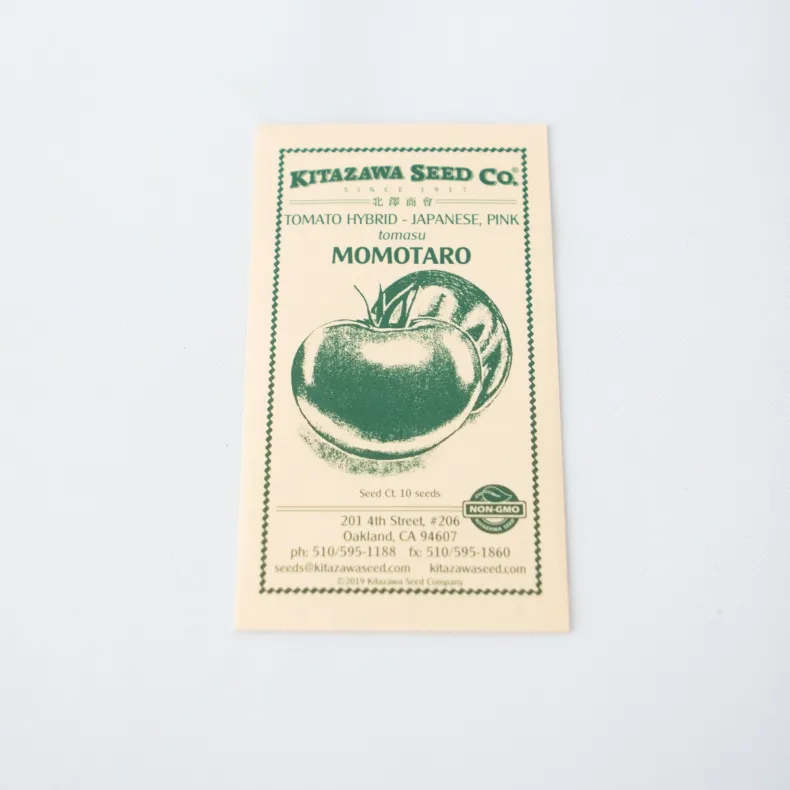 KITAZAWA SEED CO.®
SINCE 1917
北澤商會
TOMATO HYBRID - JAPANESE, PINK
tomasu
MOMOTARO
Seed Ct. 10 seeds
NON-GMO
KITAZAWA SEED
201 4th Street, #206
Oakland, CA 94607
ph: 510/595-1188 fx: 510/595-1860
seeds@kitazawaseed.com kitazawaseed.com
©2019 Kitazawa Seed Company